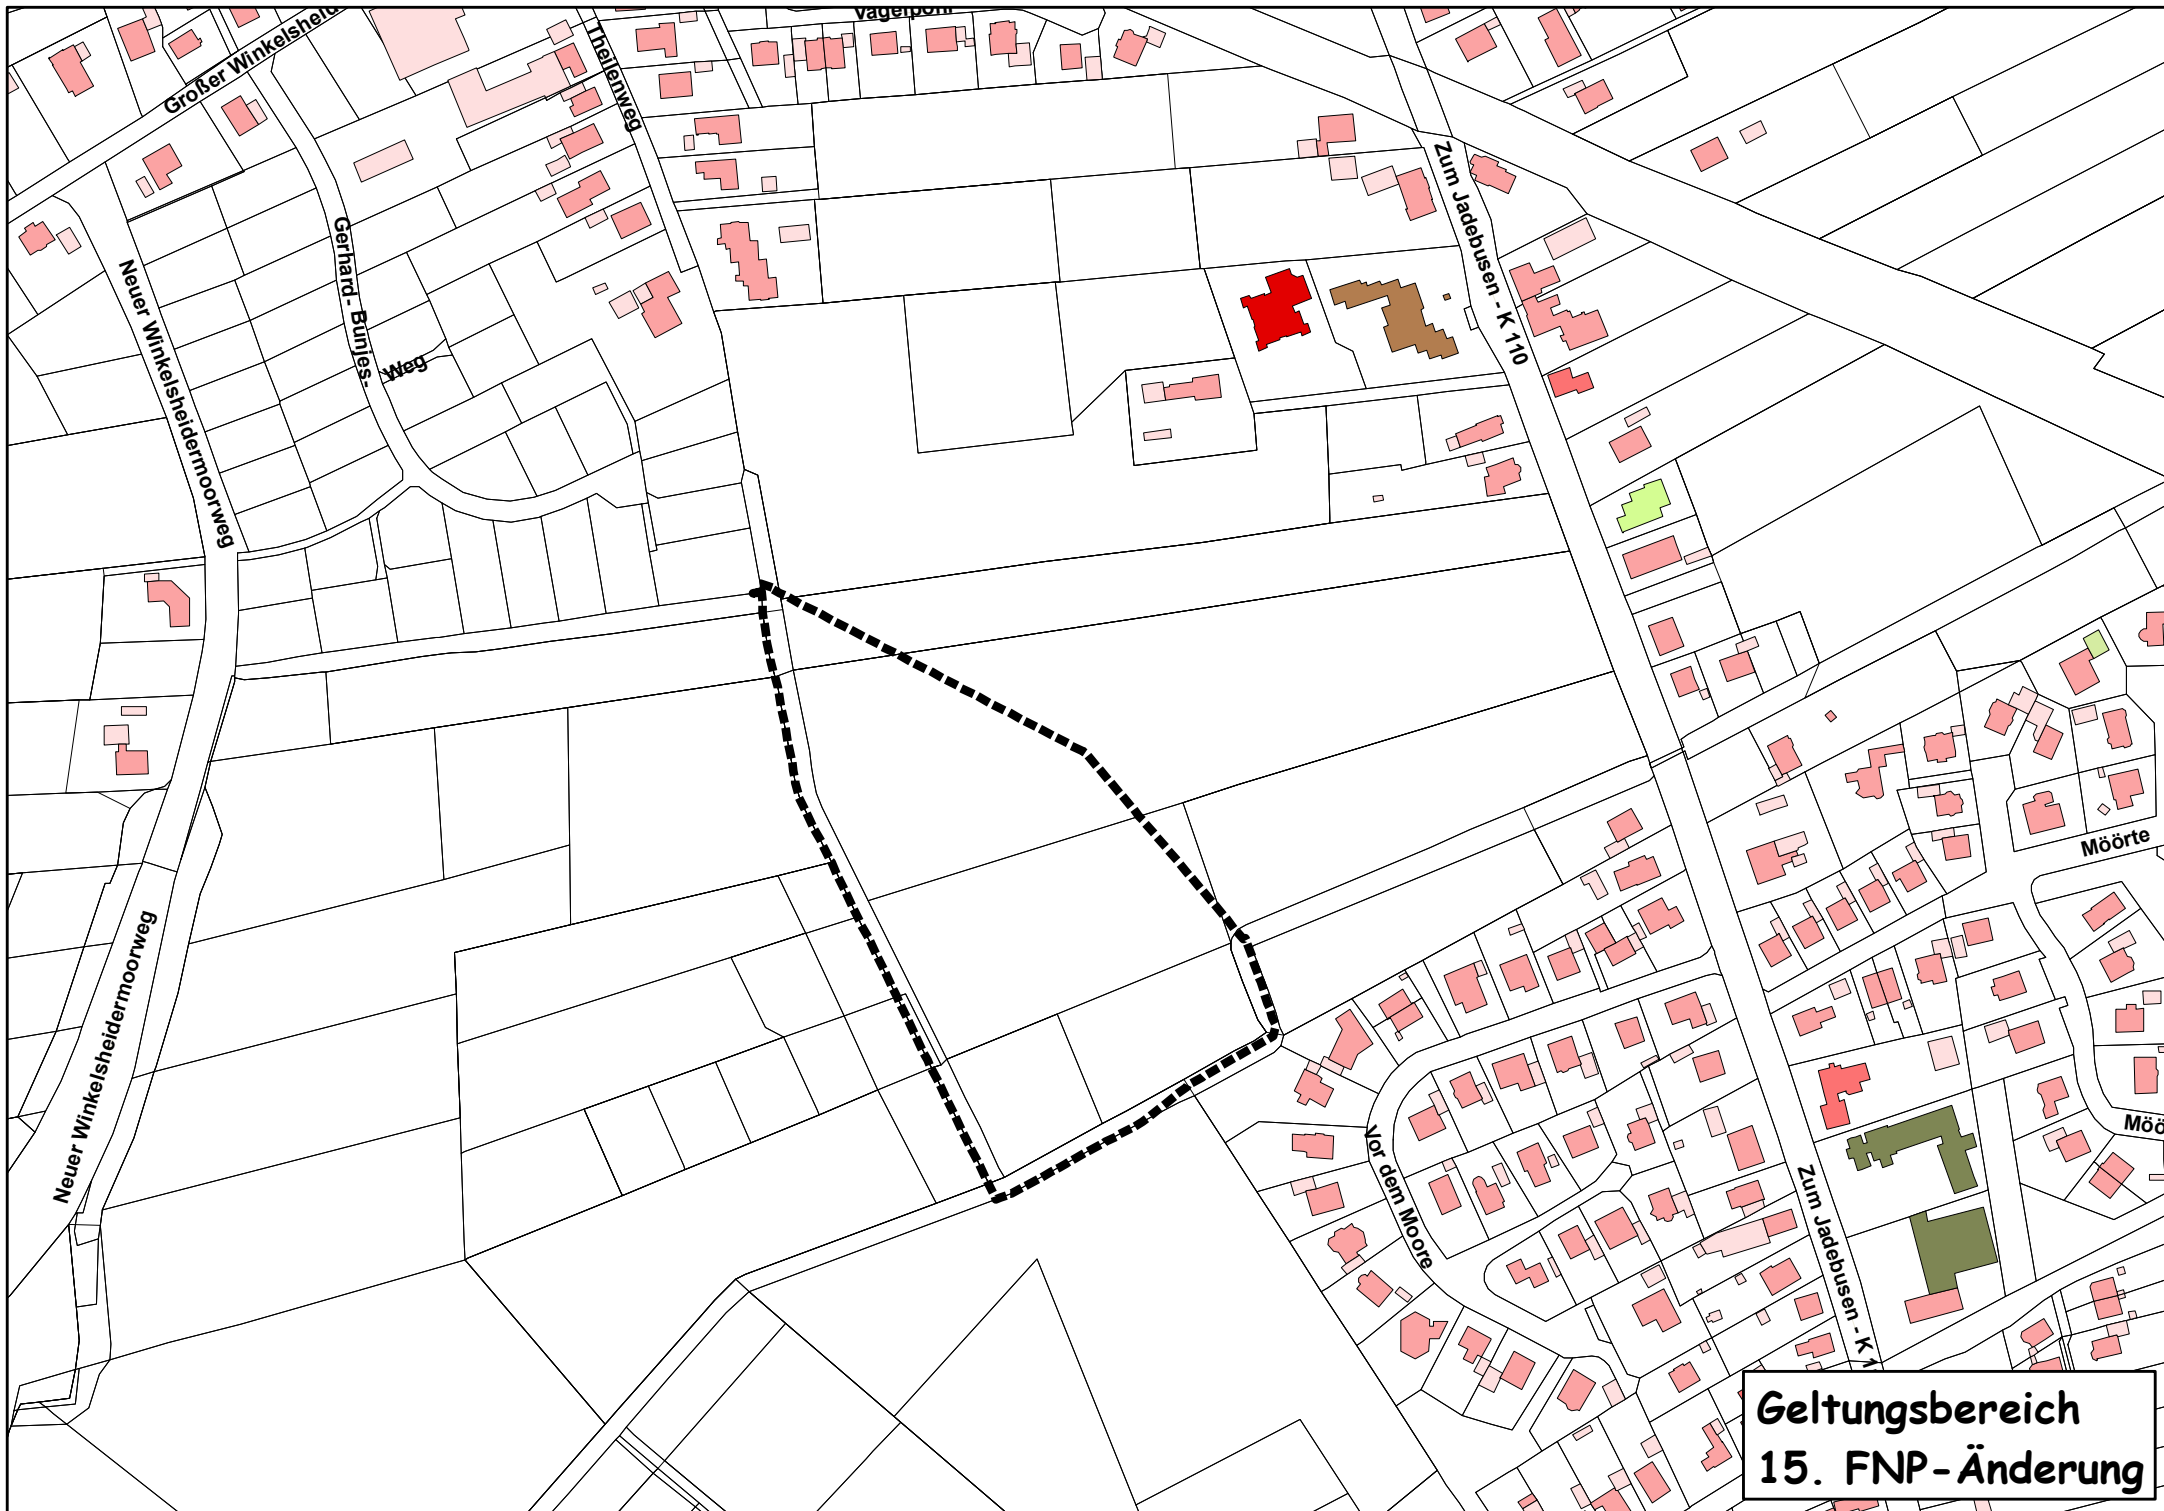 Vagelpohl
Großer Winkelsheid
Theilenweg
Zum Jadebusen - K 110
Gerhard- Bunjes-
Weg
Neuer Winkelsheidermoorweg
Möörte
Neuer Winkelsheidermoorweg
Vor dem Moore
Möö
Zum Jadebusen - K 1
Geltungsbereich
15. FNP-Änderung